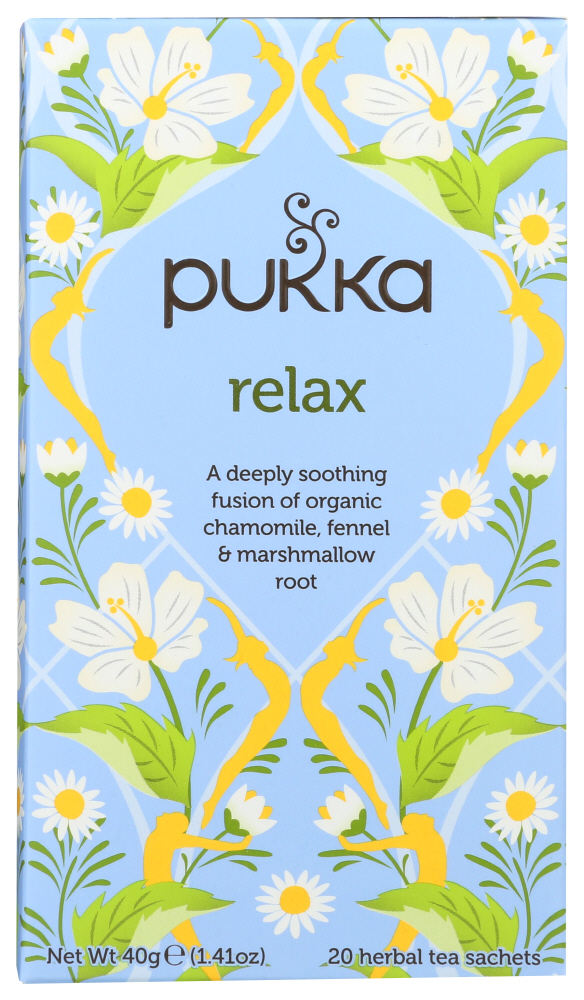 pukka
relax
A deeply soothing
fusion of organic
chamomile, fennel
& marshmallow
root
Net Wt 40g ℮ (1.41oz)
20 herbal tea sachets